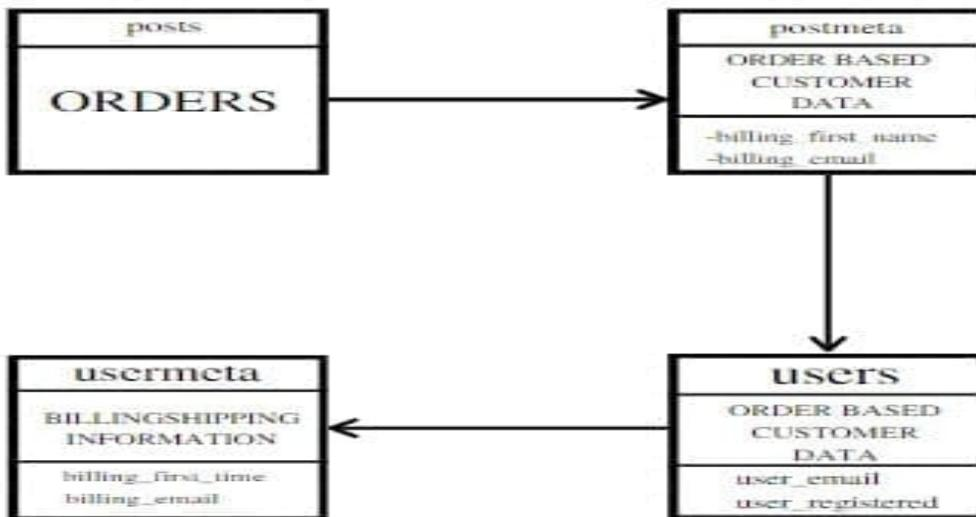 posts
ORDERS
postmeta
ORDER BASED
CUSTOMER
DATA
-billing_first_name
-billing_email
usermeta
BILLINGSHIPPING
INFORMATION
billing_first_time
billing_email
users
ORDER BASED
CUSTOMER
DATA
user_email
user_registered